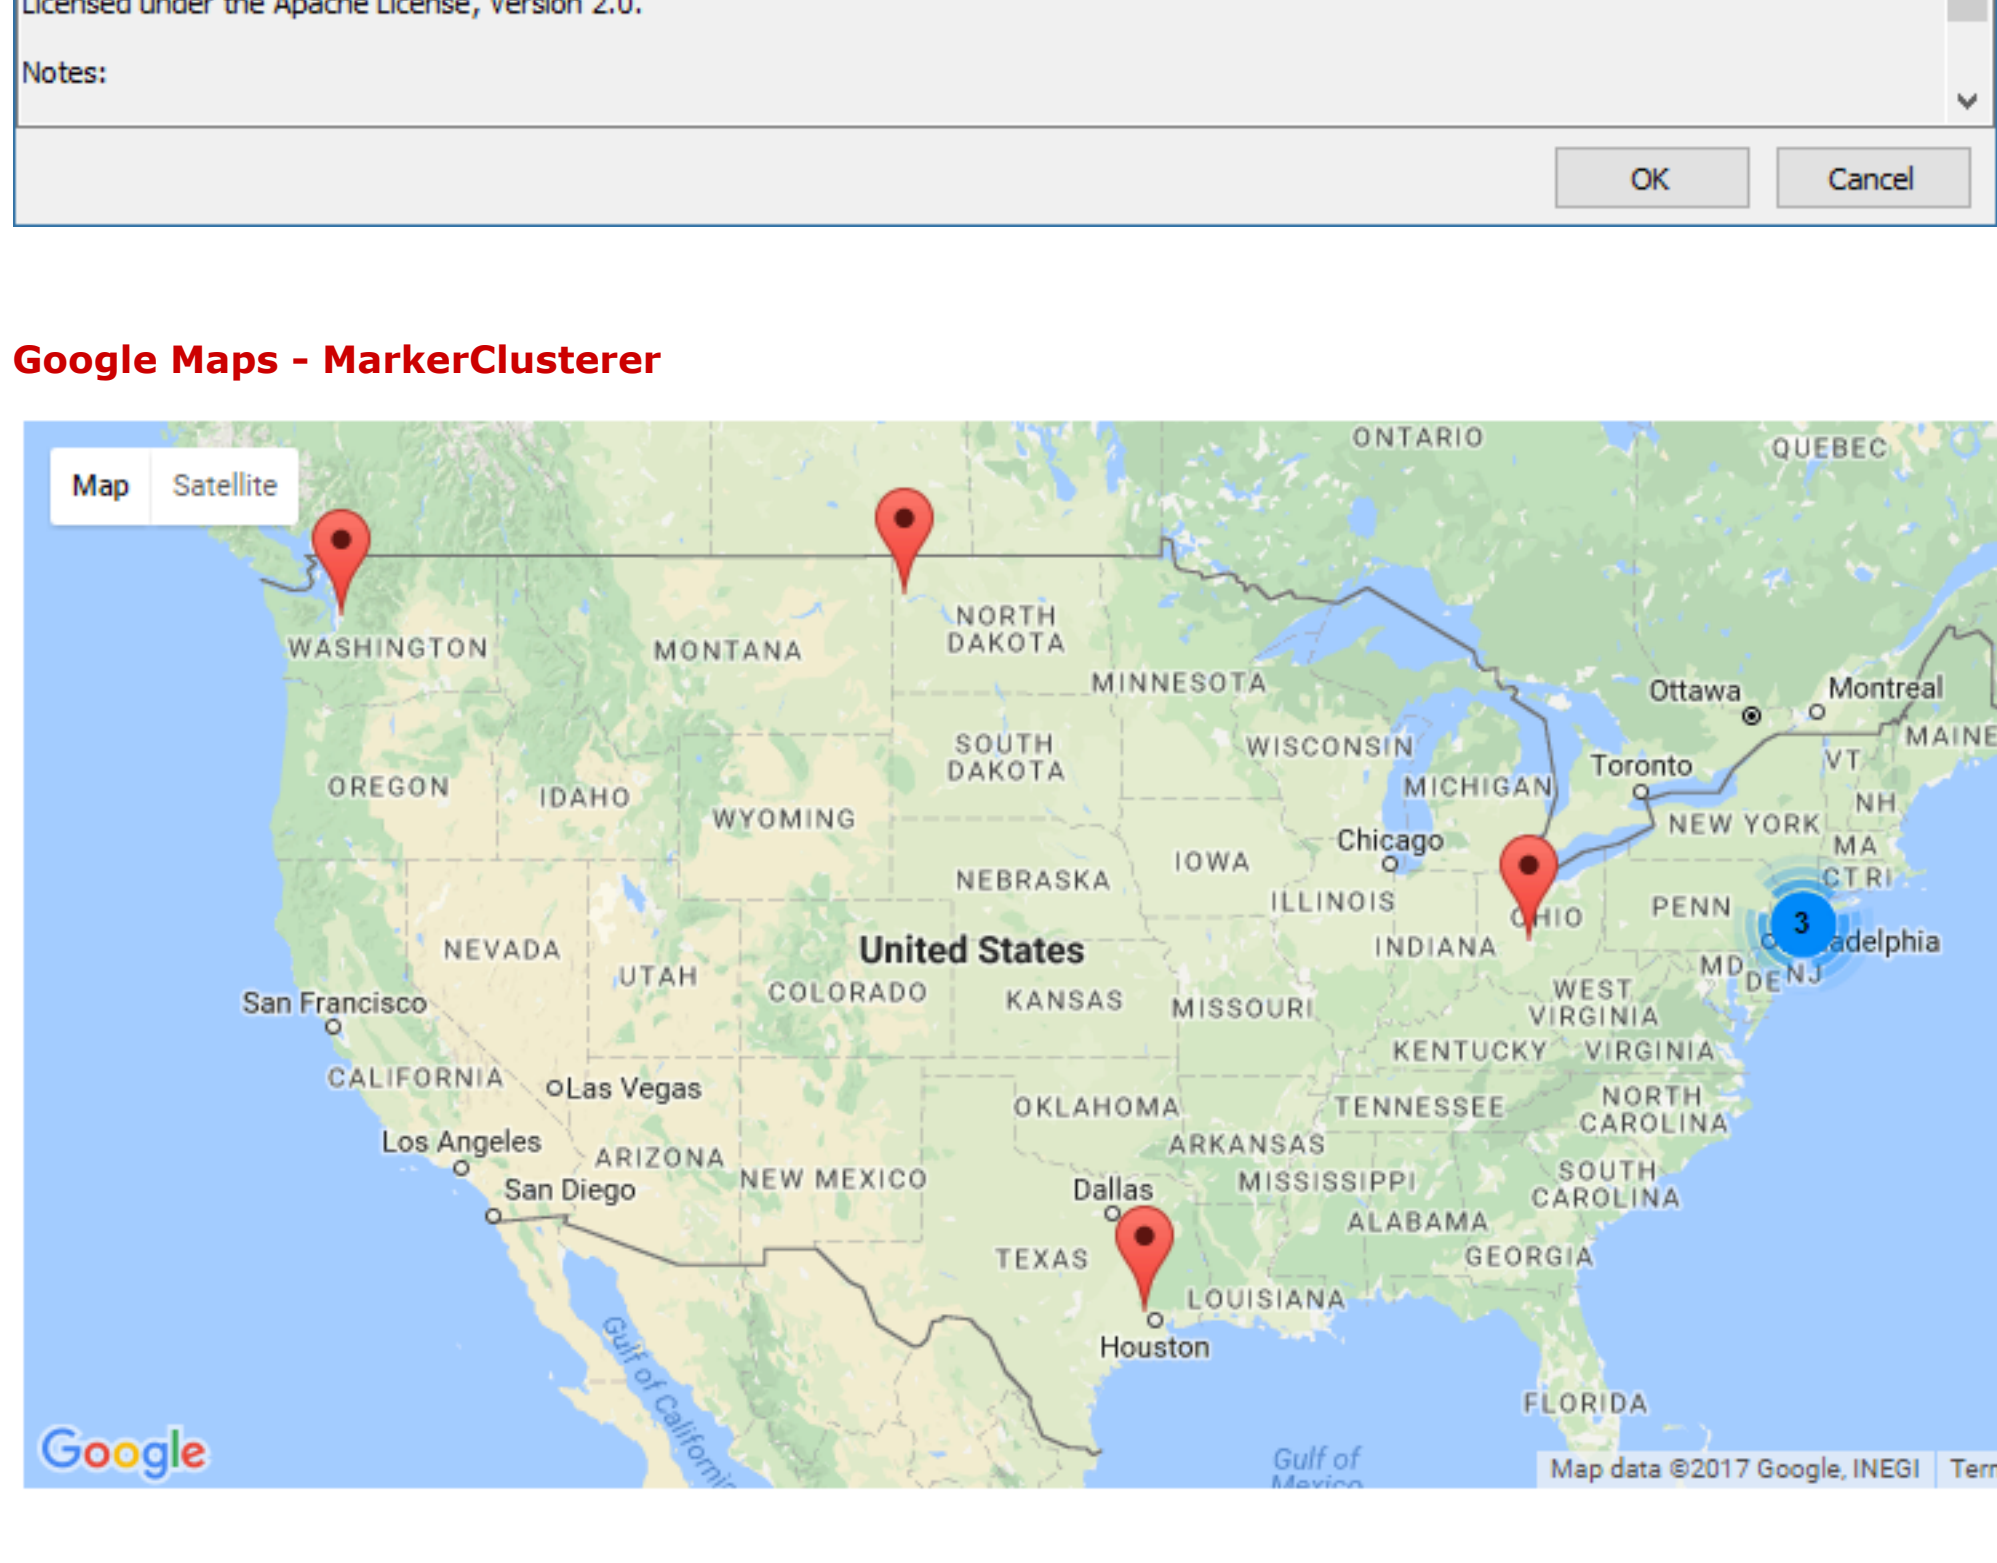 Licensed under the Apache License, Version 2.0.
Notes:
OK Cancel
Google Maps - MarkerClusterer
Map Satellite
ONTARIO
QUEBEC
WASHINGTON
MONTANA
NORTH
DAKOTA
MINNESOTA
Ottawa
Montreal
SOUTH
DAKOTA
WISCONSIN
MICHIGAN
Toronto
VT
MAINE
OREGON
IDAHO
WYOMING
NH
NEW YORK
Chicago
MA
IOWA
CT RI
NEBRASKA
ILLINOIS
OHIO
PENN
3
adelphia
NEVADA
United States
INDIANA
UTAH
COLORADO
KANSAS
MISSOURI
MD
DE
NJ
WEST
VIRGINIA
San Francisco
KENTUCKY
VIRGINIA
CALIFORNIA
Las Vegas
OKLAHOMA
TENNESSEE
NORTH
CAROLINA
Los Angeles
ARIZONA
NEW MEXICO
ARKANSAS
San Diego
Dallas
MISSISSIPPI
SOUTH
CAROLINA
ALABAMA
TEXAS
GEORGIA
LOUISIANA
Houston
Gulf of California
FLORIDA
Google
Gulf of
Mexico
Map data ©2017 Google, INEGI
Terr